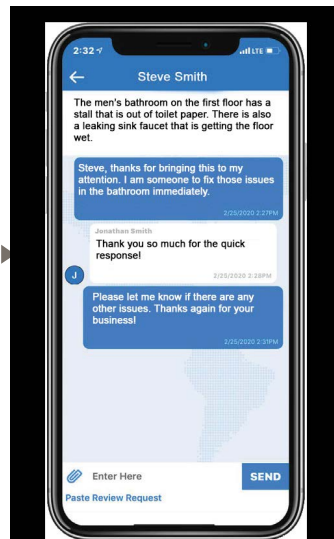 2:32
LTE
Steve Smith
The men's bathroom on the first floor has a
stall that is out of toilet paper. There is also
a leaking sink faucet that is getting the floor
wet.
Steve, thanks for bringing this to my
attention. I am someone to fix those issues
in the bathroom immediately.
2/25/2020 2:27PM
Jonathan Smith
Thank you so much for the quick
response!
J
2/25/2020 2:28PM
Please let me know if there are any
other issues. Thanks again for your
business!
2/25/2020 2:31PM
Enter Here
SEND
Paste Review Request